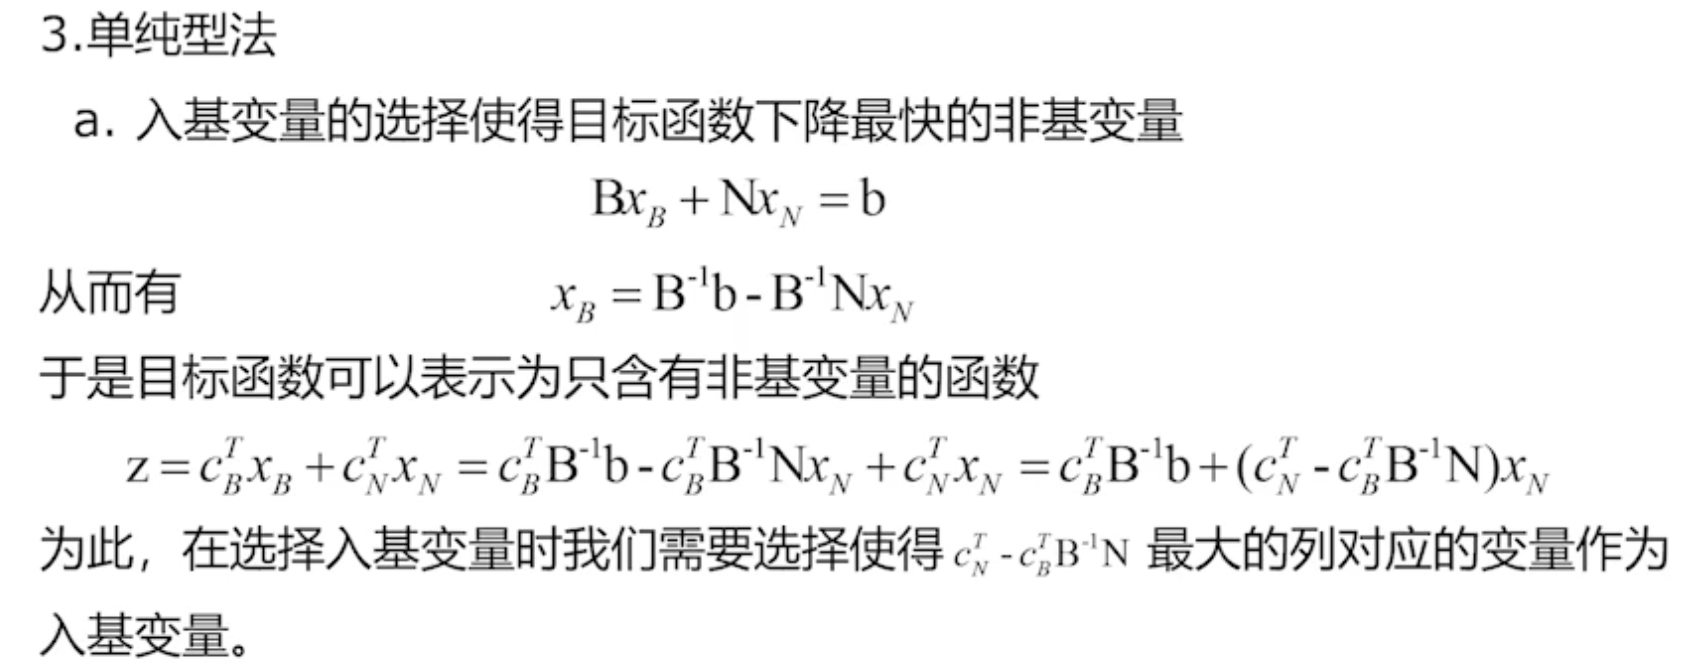 3.单纯型法
a. 入基变量的选择使得目标函数下降最快的非基变量
Bx_B + Nx_N = b
从而有 x_B = B^{-1}b - B^{-1}Nx_N
于是目标函数可以表示为只含有非基变量的函数
z = c_B^T x_B + c_N^T x_N = c_B^T B^{-1}b - c_B^T B^{-1}Nx_N + c_N^T x_N = c_B^T B^{-1}b + (c_N^T - c_B^T B^{-1}N)x_N
为此，在选择入基变量时我们需要选择使得 c_N^T - c_B^T B^{-1}N 最大的列对应的变量作为
入基变量。